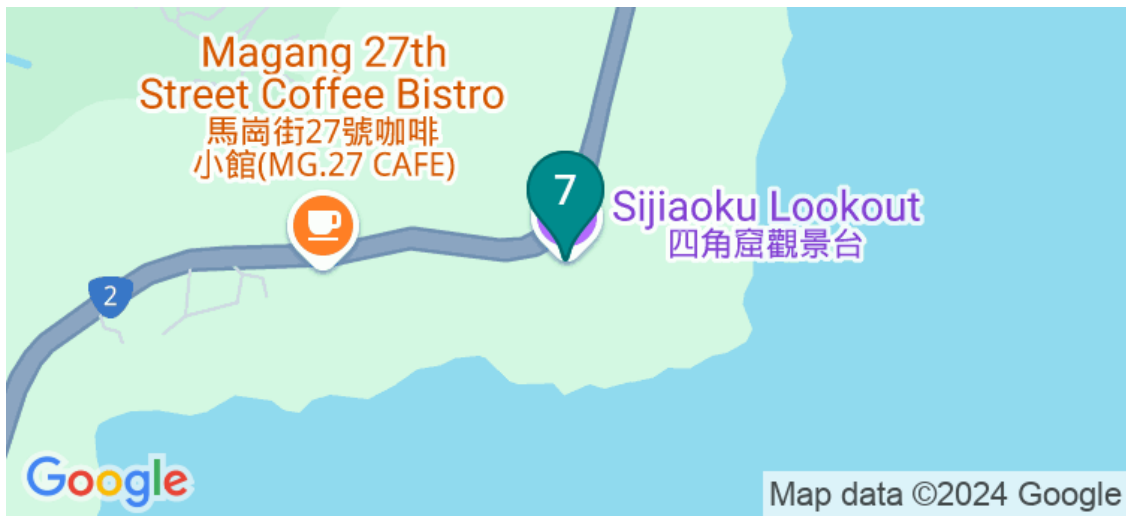 Magang 27th
Street Coffee Bistro
馬崗街27號咖啡
小館(MG.27 CAFE)
7
Sijiaoku Lookout
四角窟觀景台
2
Google
Map data ©2024 Google